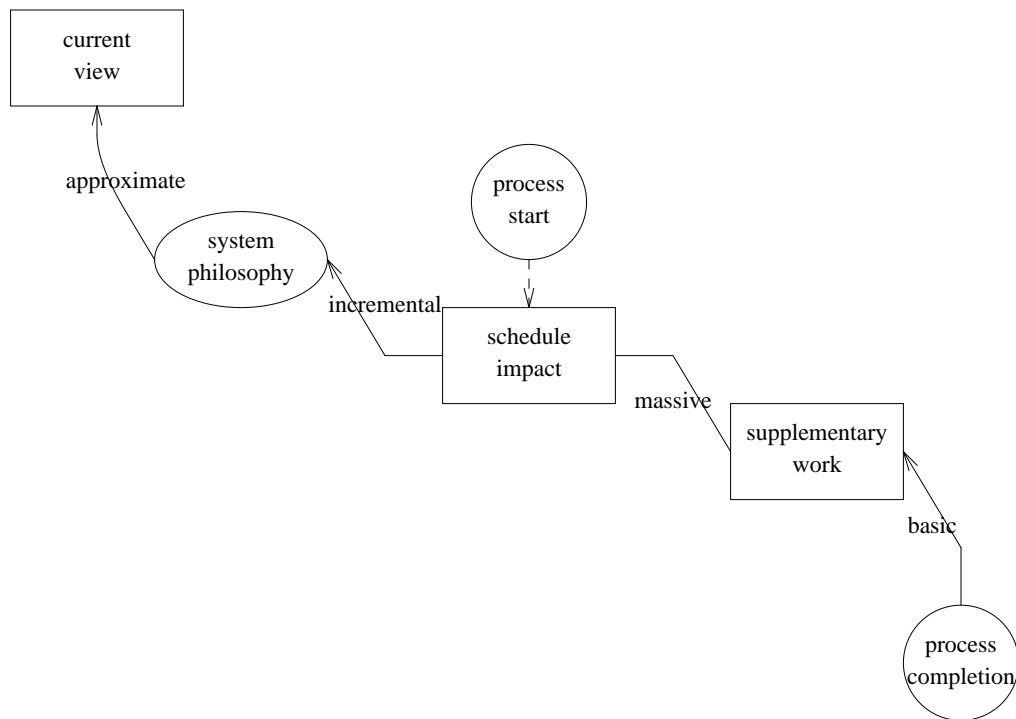 current
view
approximate
process
start
system
philosophy
incremental
schedule
impact
massive
supplementary
work
basic
process
completion